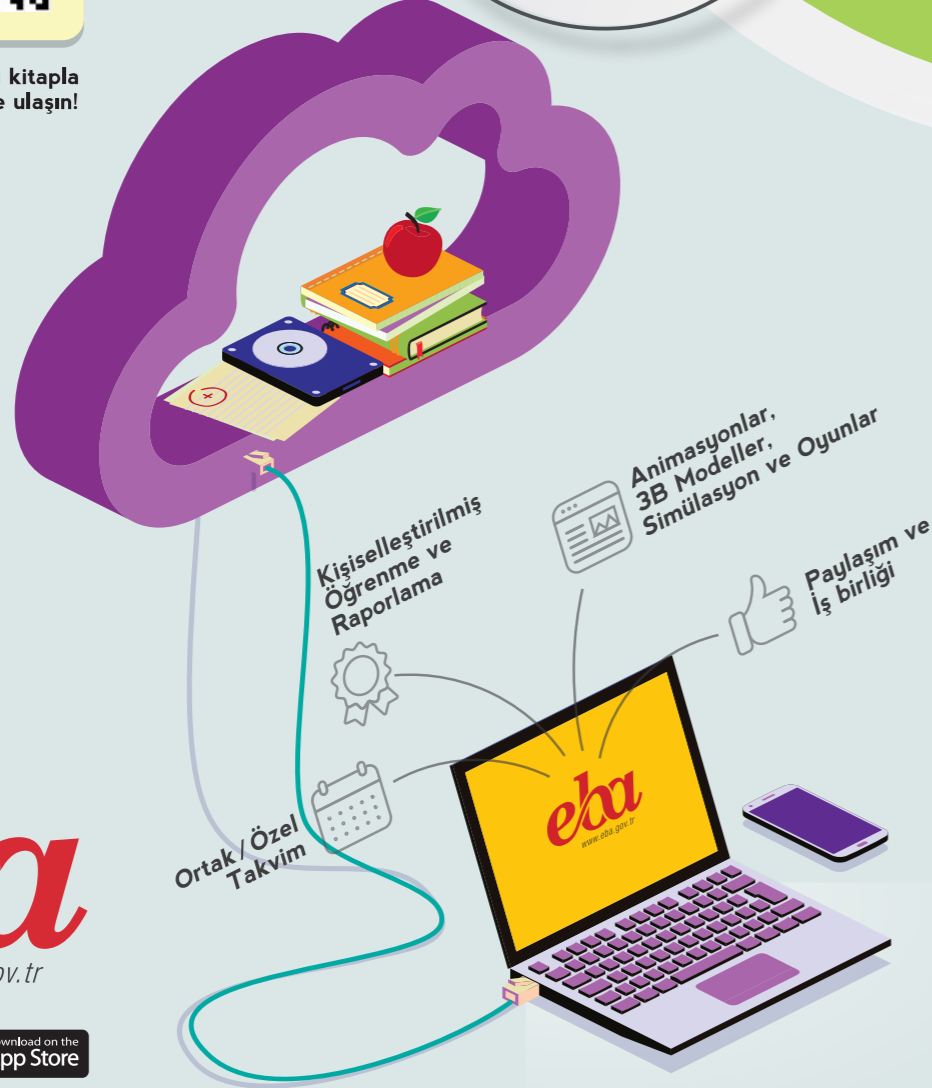 kitapla
e ulaşın!
Animasyonlar,
3B Modeller,
Simülasyon ve Oyunlar
Kişiselleştirilmiş
Öğrenme ve
Raporlama
Paylaşım ve
İş birliği
Ortak / Özel
Takvim
eba
www.eba.gov.tr
a
ov.tr
wnload on the
pp Store